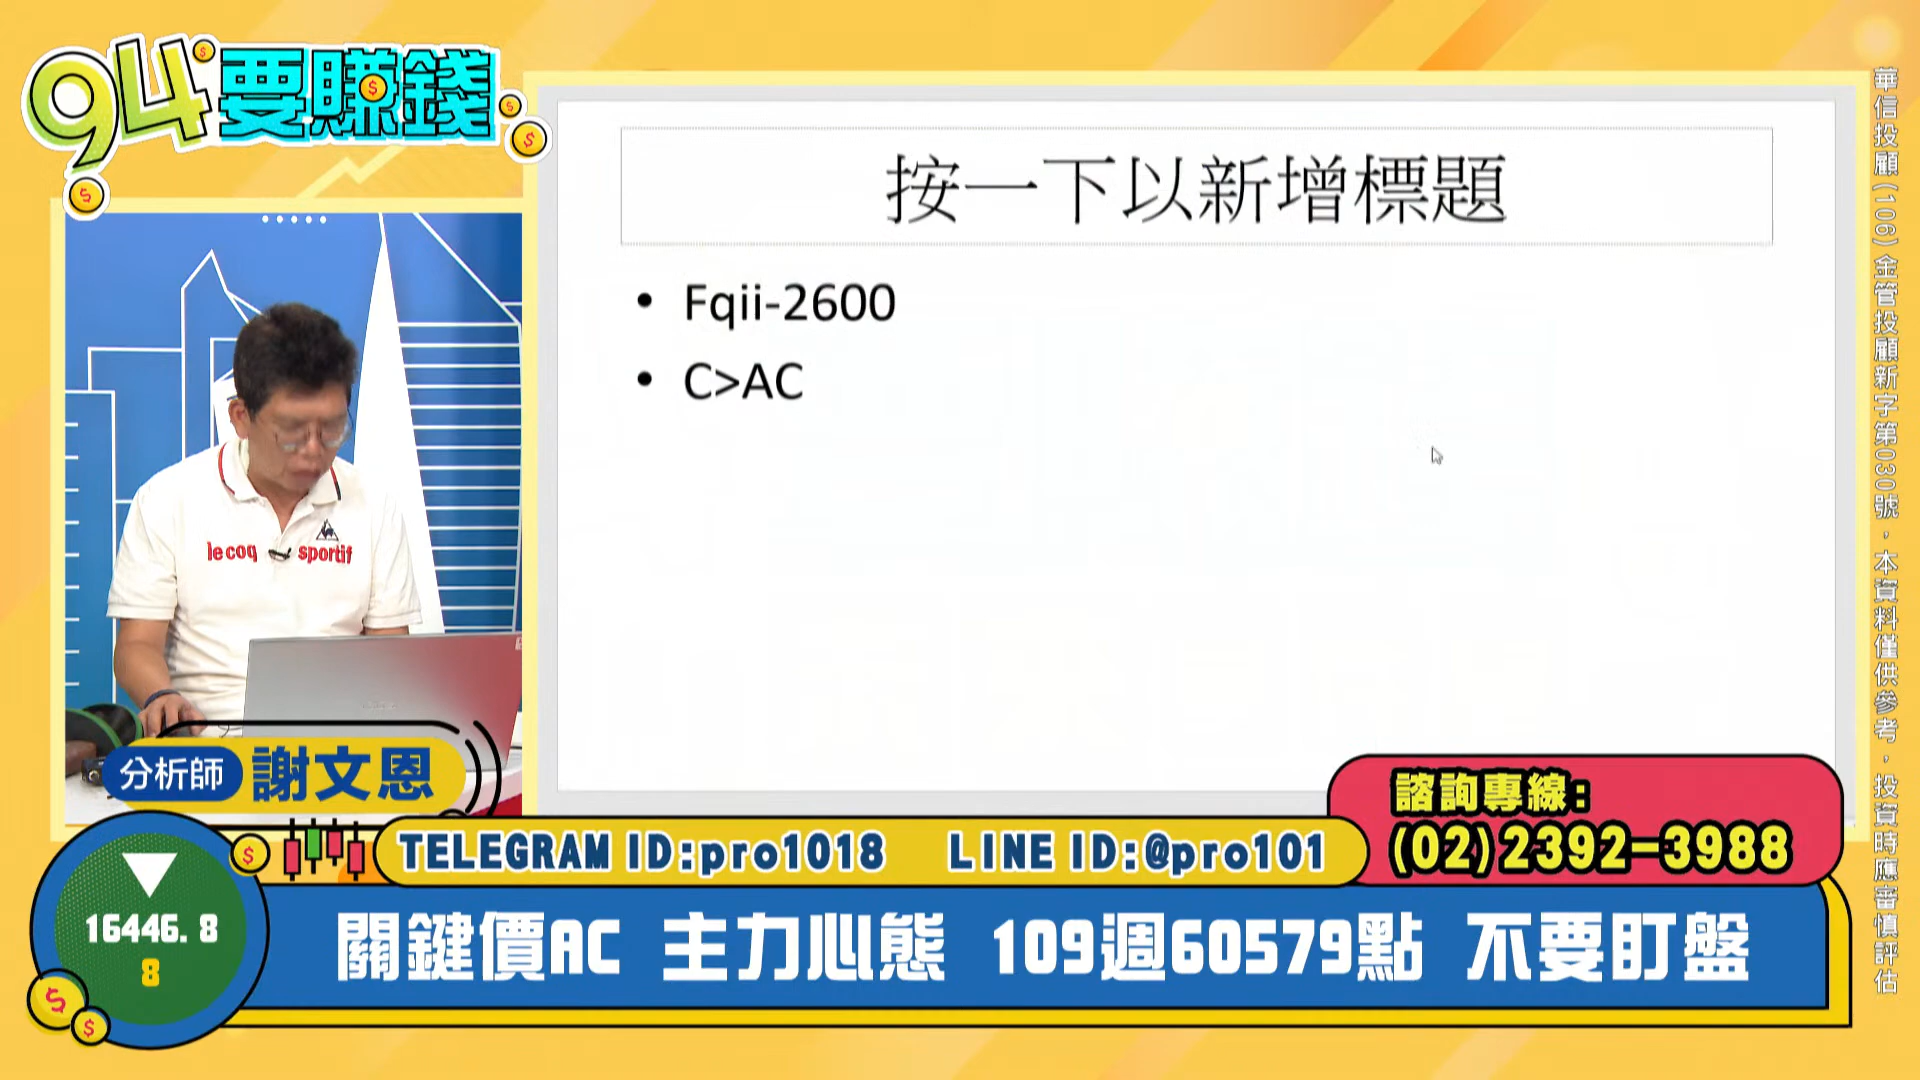 94要賺錢
按一下以新增標題
• Fqii-2600
• C>AC
le coq sportif
分析師 謝文恩
TELEGRAM ID:pro1018 LINE ID:@pro101
諮詢專線:
(02)2392-3988
16446.8
8
關鍵價AC 主力心態 109週60579點 不要盯盤
華信投顧(106)金管投顧新字第030號，本資料僅供參考，投資時應審慎評估